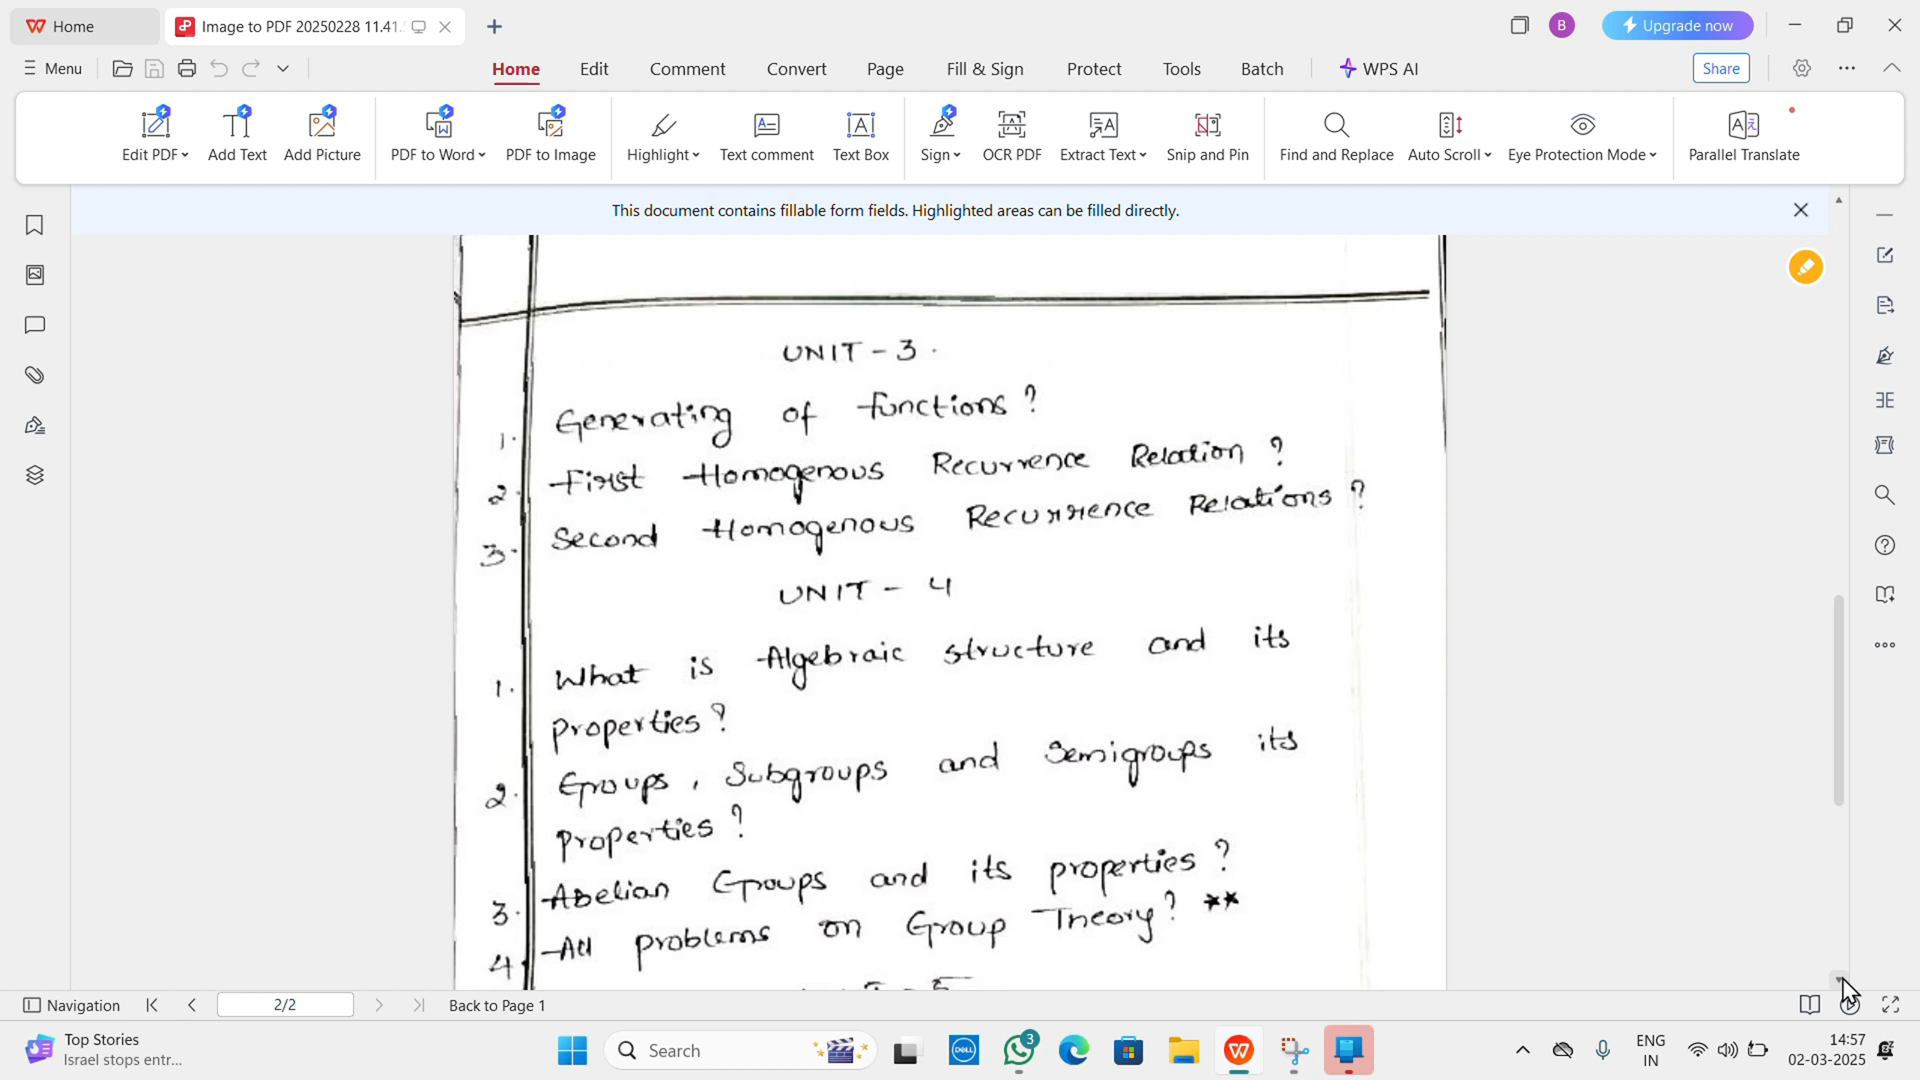 Home
Image to PDF 20250228 11.41.
B
Upgrade now
Menu
Home Edit Comment Convert Page Fill & Sign Protect Tools Batch WPS AI
Share
Edit PDF
Add Text
Add Picture
PDF to Word
PDF to Image
Highlight
Text comment
Text Box
Sign
OCR PDF
Extract Text
Snip and Pin
Find and Replace
Auto Scroll
Eye Protection Mode
Parallel Translate
This document contains fillable form fields. Highlighted areas can be filled directly.
UNIT - 3.
1. Generating of functions?
2. First Homogenous Recurrence Relation?
3. Second Homogenous Recurrence Relations?
UNIT - 4
1. What is Algebraic structure and its
properties?
2. Groups, Subgroups and Semigroups its
properties?
3. Abelian Groups and its properties?
4. All problems on Group Theory? **
Navigation
2/2
Back to Page 1
Top Stories
Israel stops entr...
Search
DELL
3
ENG
IN
14:57
02-03-2025